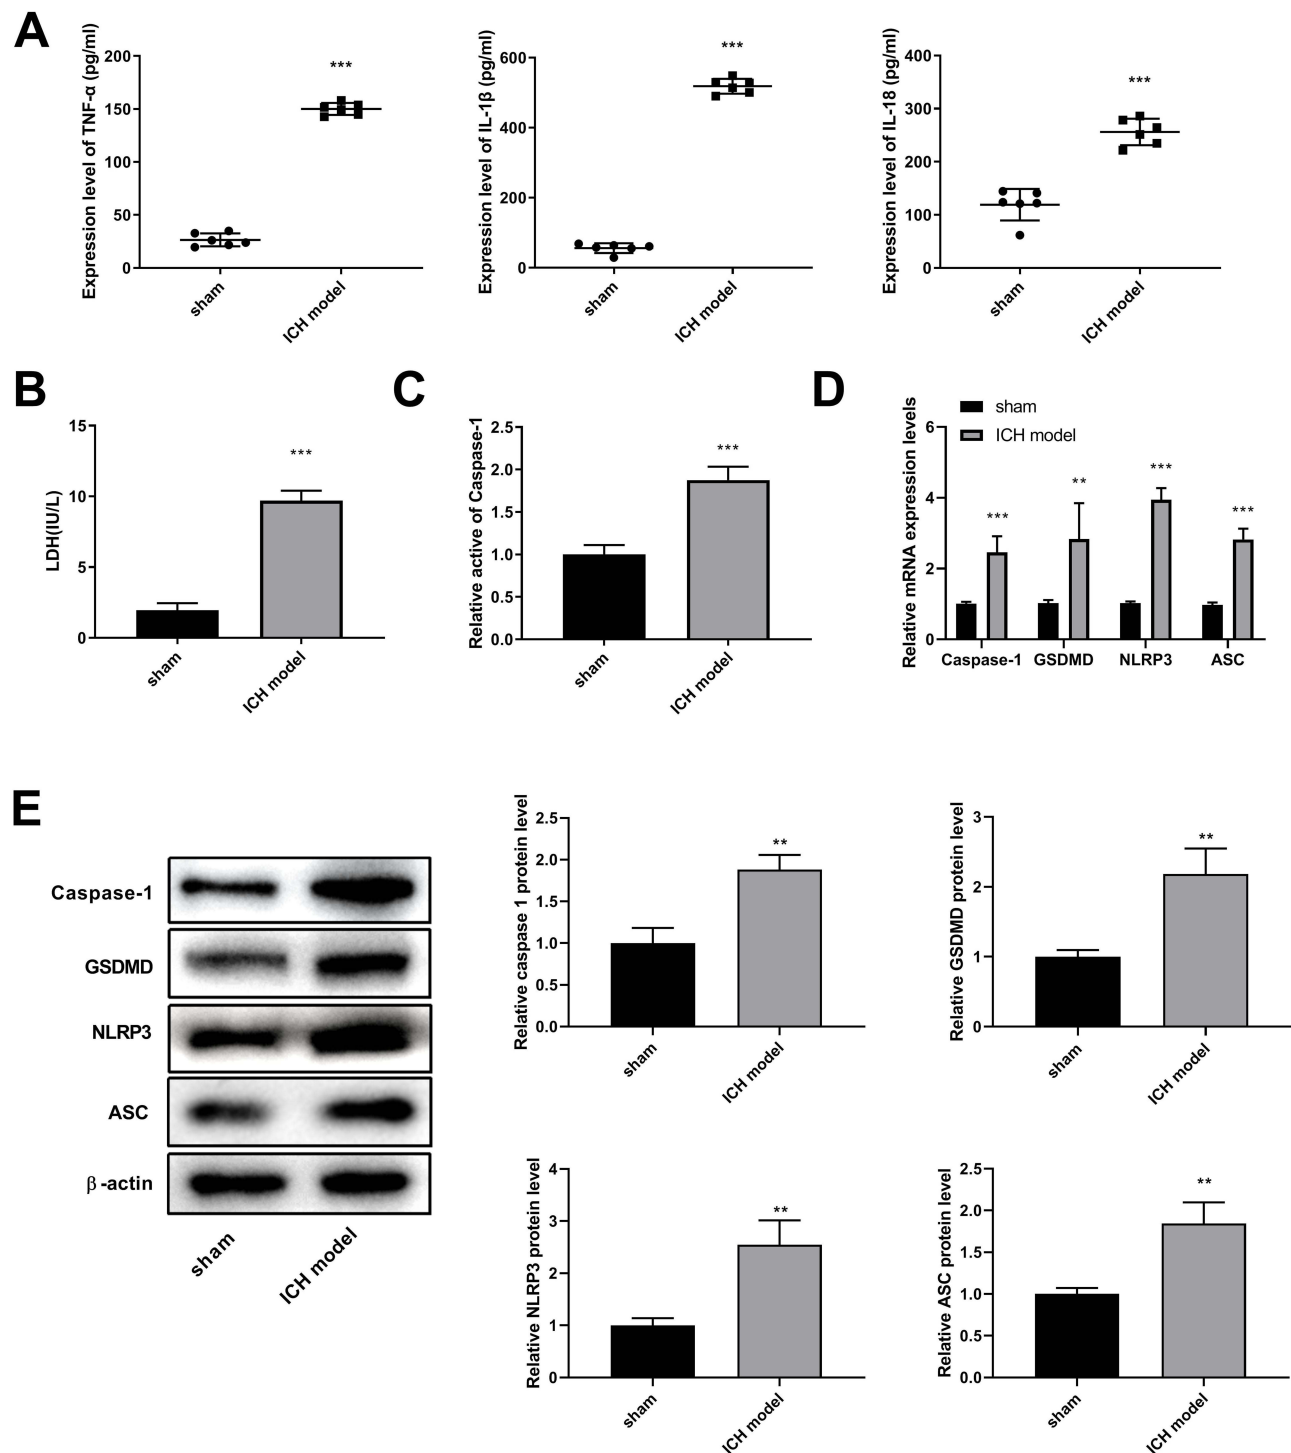 A
Expression level of TNF-α (pg/ml)
200
150
100
50
0
***
sham
ICH model
Expression level of IL-1β (pg/ml)
600
400
200
0
***
sham
ICH model
Expression level of IL-18 (pg/ml)
400
300
200
100
0
***
sham
ICH model
B
LDH(IU/L)
15
10
5
0
***
sham
ICH model
C
Relative active of Caspase-1
2.5
2.0
1.5
1.0
0.5
0.0
***
sham
ICH model
D
sham
ICH model
Relative mRNA expression levels
6
4
2
0
***
**
***
***
Caspase-1 GSDMD NLRP3 ASC
E
Caspase-1
GSDMD
NLRP3
ASC
β-actin
sham
ICH model
Relative caspase 1 protein level
2.5
2.0
1.5
1.0
0.5
0.0
**
sham
ICH model
Relative GSDMD protein level
3
2
1
0
**
sham
ICH model
Relative NLRP3 protein level
4
3
2
1
0
**
sham
ICH model
Relative ASC protein level
2.5
2.0
1.5
1.0
0.5
0.0
**
sham
ICH model